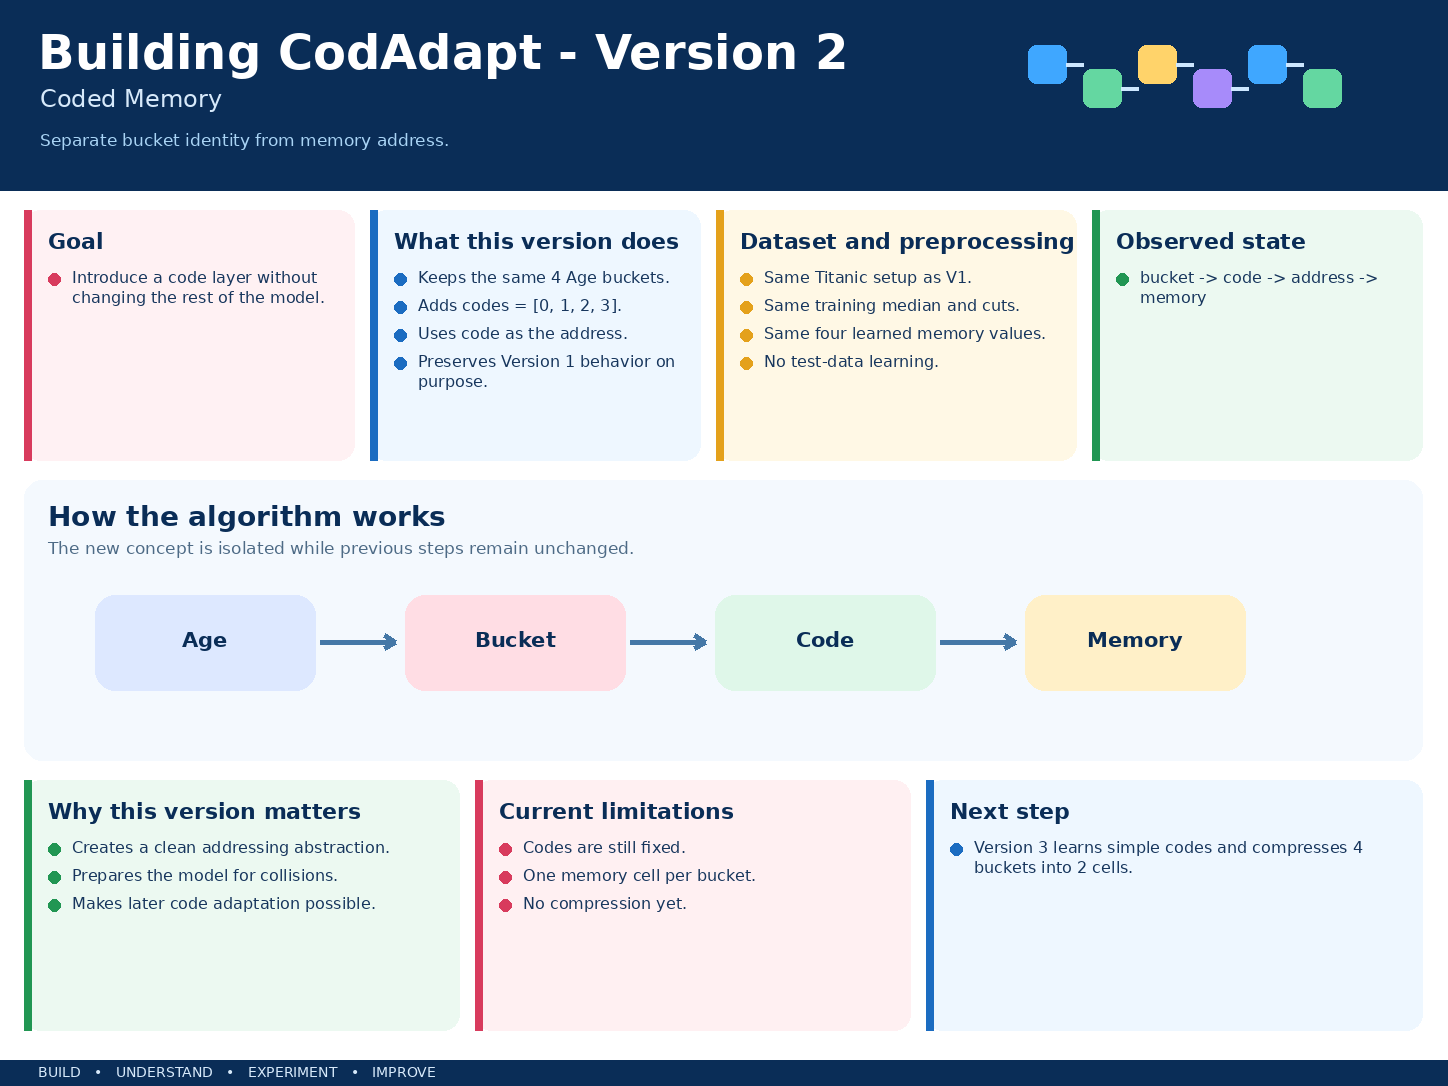 Building CodAdapt - Version 2
Coded Memory
Separate bucket identity from memory address.
Goal
Introduce a code layer without
changing the rest of the model.
What this version does
Keeps the same 4 Age buckets.
Adds codes = [0, 1, 2, 3].
Uses code as the address.
Preserves Version 1 behavior on
purpose.
Dataset and preprocessing
Same Titanic setup as V1.
Same training median and cuts.
Same four learned memory values.
No test-data learning.
Observed state
bucket -> code -> address ->
memory
How the algorithm works
The new concept is isolated while previous steps remain unchanged.
Age
Bucket
Code
Memory
Why this version matters
Creates a clean addressing abstraction.
Prepares the model for collisions.
Makes later code adaptation possible.
Current limitations
Codes are still fixed.
One memory cell per bucket.
No compression yet.
Next step
Version 3 learns simple codes and compresses 4
buckets into 2 cells.
BUILD • UNDERSTAND • EXPERIMENT • IMPROVE